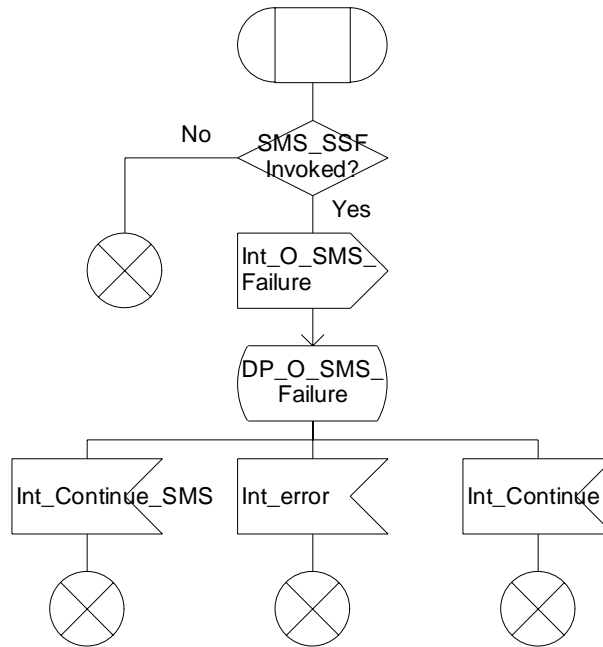 No
SMS_SSF
Invoked?
Yes
Int_O_SMS_
Failure
DP_O_SMS_
Failure
Int_Continue_SMS
Int_error
Int_Continue